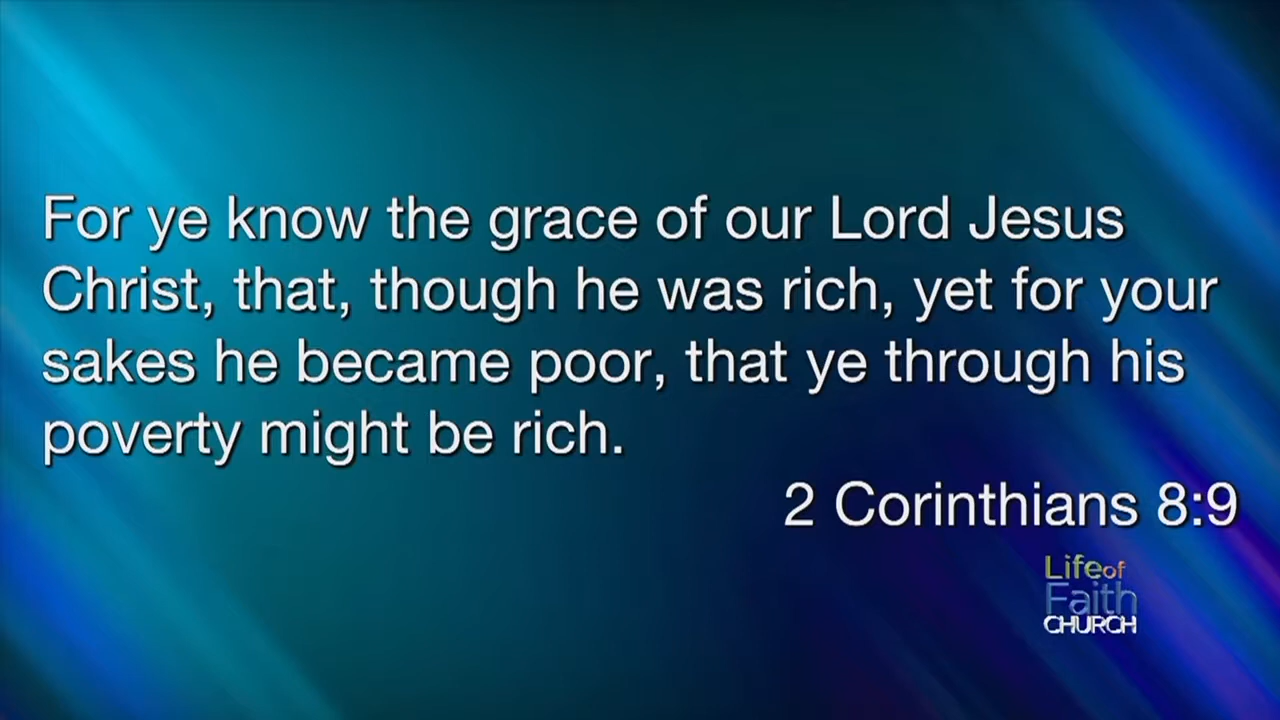 For ye know the grace of our Lord Jesus
Christ, that, though he was rich, yet for your
sakes he became poor, that ye through his
poverty might be rich.
2 Corinthians 8:9
Life of
Faith
CHURCH